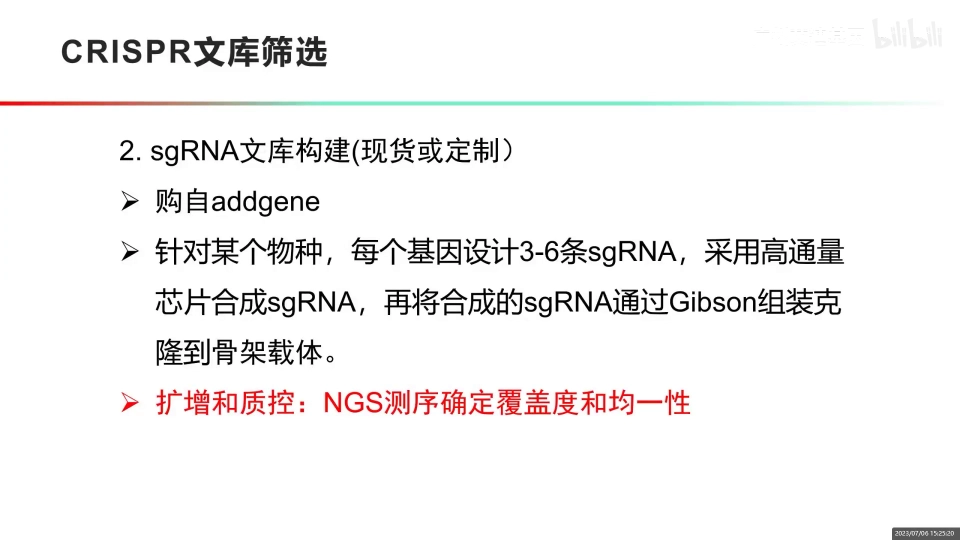 CRISPR文库筛选
bilibili
2. sgRNA文库构建(现货或定制）
➢ 购自addgene
➢ 针对某个物种，每个基因设计3-6条sgRNA，采用高通量
芯片合成sgRNA，再将合成的sgRNA通过Gibson组装克
隆到骨架载体。
➢ 扩增和质控：NGS测序确定覆盖度和均一性
2023/07/06 15:25:20